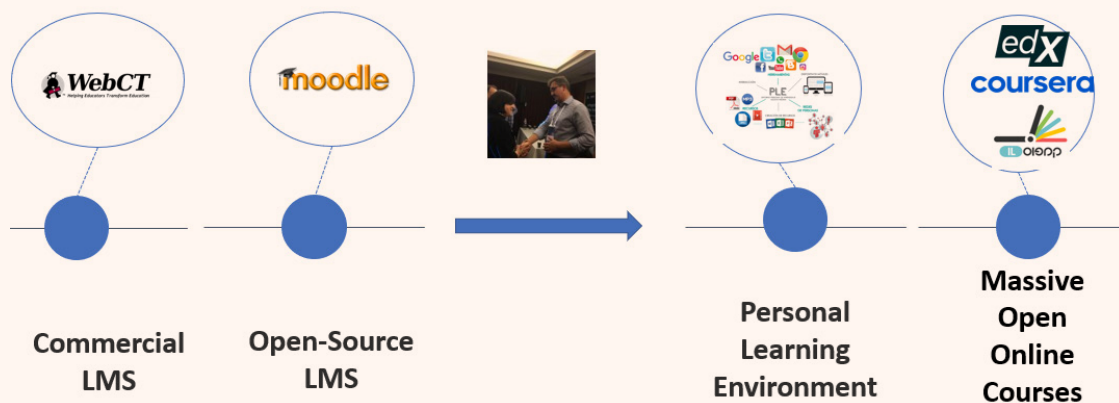 WebCT
Helping Educators Transform Education
moodle
Google
PLE
edX
coursera
Commercial
LMS
Open-Source
LMS
Personal
Learning
Environment
Massive
Open
Online
Courses